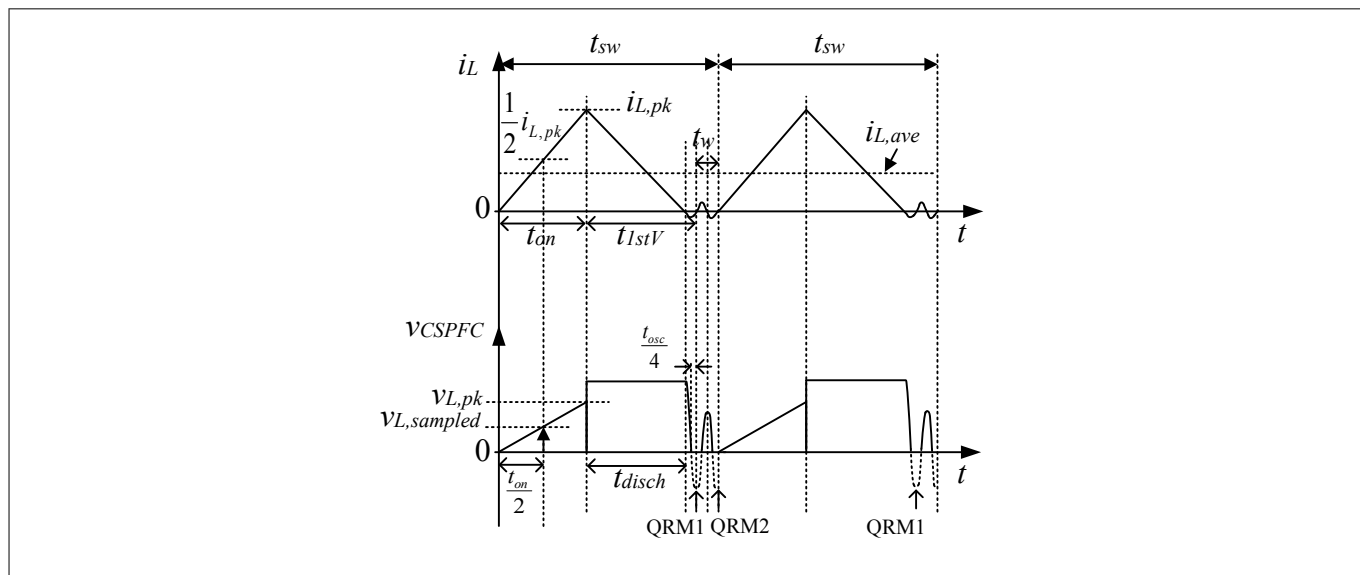 t_sw t_sw
i_L
i_L,pk
1/2 i_L,pk
t_w
i_L,ave
0
t_on t_1stV t
v_CSPFC
t_osc/4
v_L,pk
v_L,sampled
0
t_on/2 t_disch t
QRM1 QRM2 QRM1